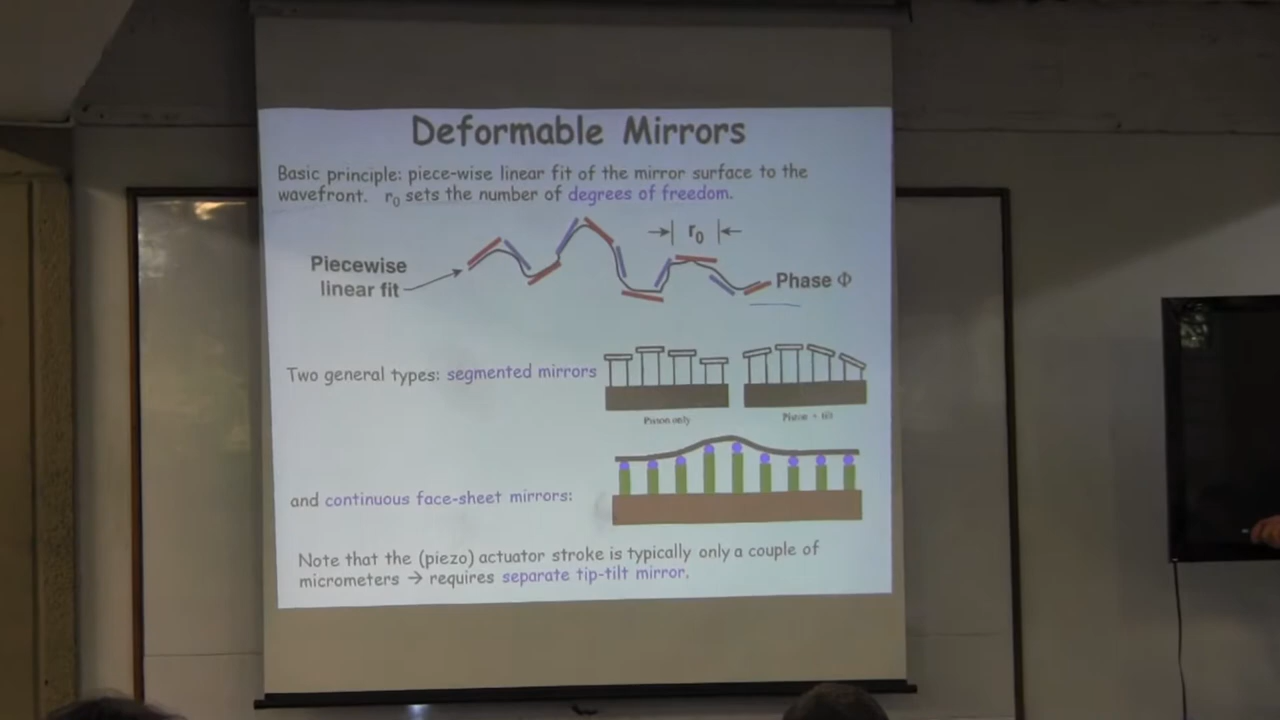 Deformable Mirrors
Basic principle: piece-wise linear fit of the mirror surface to the
wavefront. r₀ sets the number of degrees of freedom.
r₀
Piecewise
linear fit
Phase Φ
Two general types: segmented mirrors
Piston only
and continuous face-sheet mirrors:
Note that the (piezo) actuator stroke is typically only a couple of
micrometers → requires separate tip-tilt mirror.